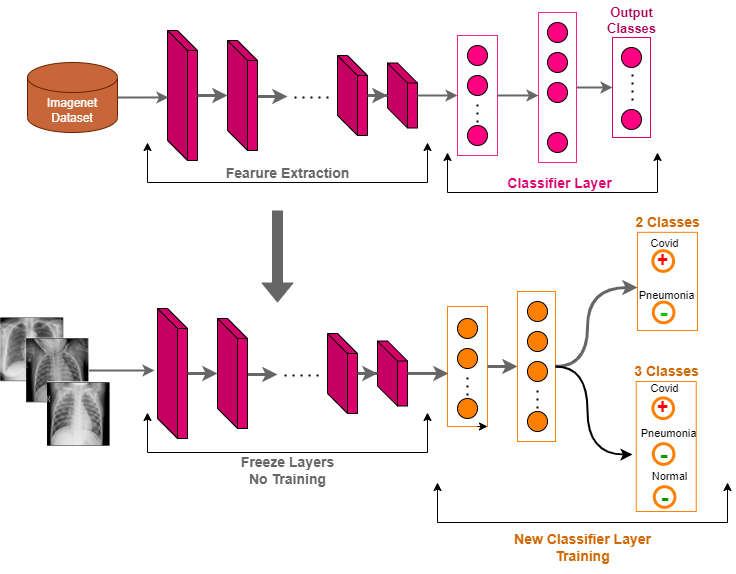 Output
Classes
Imagenet
Dataset
Fearure Extraction
Classifier Layer
2 Classes
Covid
+
Pneumonia
-
3 Classes
Covid
+
Pneumonia
-
Normal
-
Freeze Layers
No Training
New Classifier Layer
Training